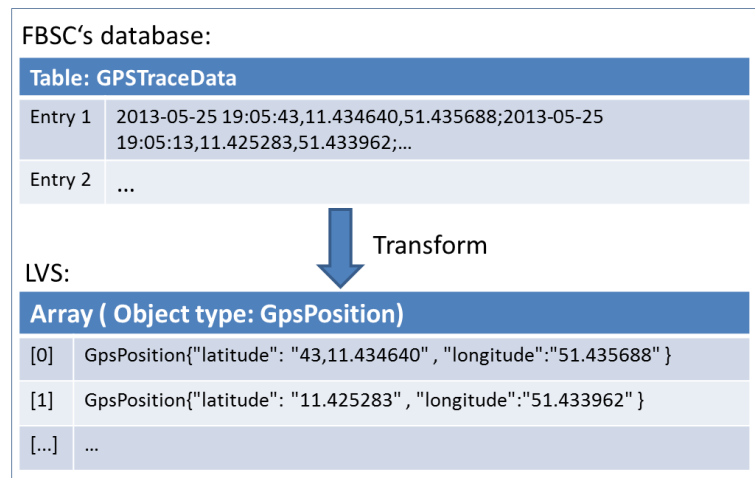 FBSC‘s database:
Table: GPSTraceData
Entry 1 2013-05-25 19:05:43,11.434640,51.435688;2013-05-25
19:05:13,11.425283,51.433962;…
Entry 2 …
Transform
LVS:
Array ( Object type: GpsPosition)
[0] GpsPosition{"latitude": "43,11.434640" , "longitude":"51.435688" }
[1] GpsPosition{"latitude": "11.425283" , "longitude":"51.433962" }
[...] …